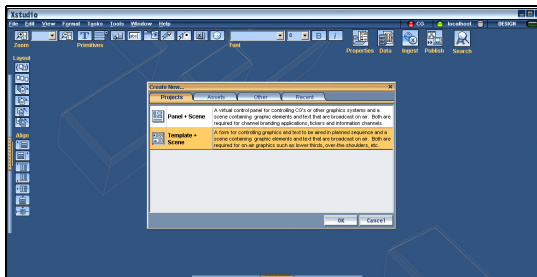 Xstudio
File Edit View Format Tasks Tools Window Help
CG localhost DESIGN
8 B I
Zoom Primitives Font Properties Data Ingest Publish Search
Layout
Align
Create New...
Projects Assets Other Recent
Panel + Scene
A virtual control panel for controlling CG's or other graphics systems and a
scene containing graphic elements and text that are broadcast on air. Both are
required for channel branding applications, tickers and information channels.
Template +
Scene
A form for controlling graphics and text to be aired in planned sequence and a
scene containing graphic elements and text that are broadcast on air. Both are
required for on-air graphics such as lower thirds, over-the-shoulders, etc.
OK Cancel